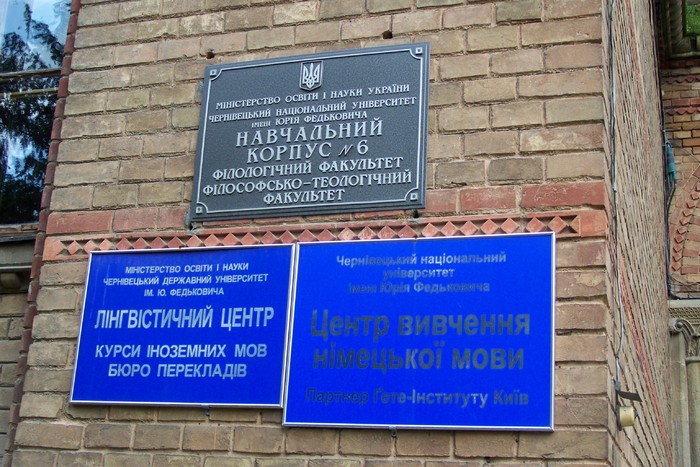 МІНІСТЕРСТВО ОСВІТИ І НАУКИ УКРАЇНИ
ЧЕРНІВЕЦЬКИЙ НАЦІОНАЛЬНИЙ УНІВЕРСИТЕТ
ІМЕНІ ЮРІЯ ФЕДЬКОВИЧА
НАВЧАЛЬНИЙ
КОРПУС №6
ФІЛОЛОГІЧНИЙ ФАКУЛЬТЕТ
ФІЛОСОФСЬКО-ТЕОЛОГІЧНИЙ
ФАКУЛЬТЕТ
МІНІСТЕРСТВО ОСВІТИ І НАУКИ
ЧЕРНІВЕЦЬКИЙ ДЕРЖАВНИЙ УНІВЕРСИТЕТ
ІМ. Ю. ФЕДЬКОВИЧА
ЛІНГВІСТИЧНИЙ ЦЕНТР
КУРСИ ІНОЗЕМНИХ МОВ
БЮРО ПЕРЕКЛАДІВ
Чернівецький національний
університет
імені Юрія Федьковича
Центр вивчення
німецької мови
Партнер Гете-Інституту Київ